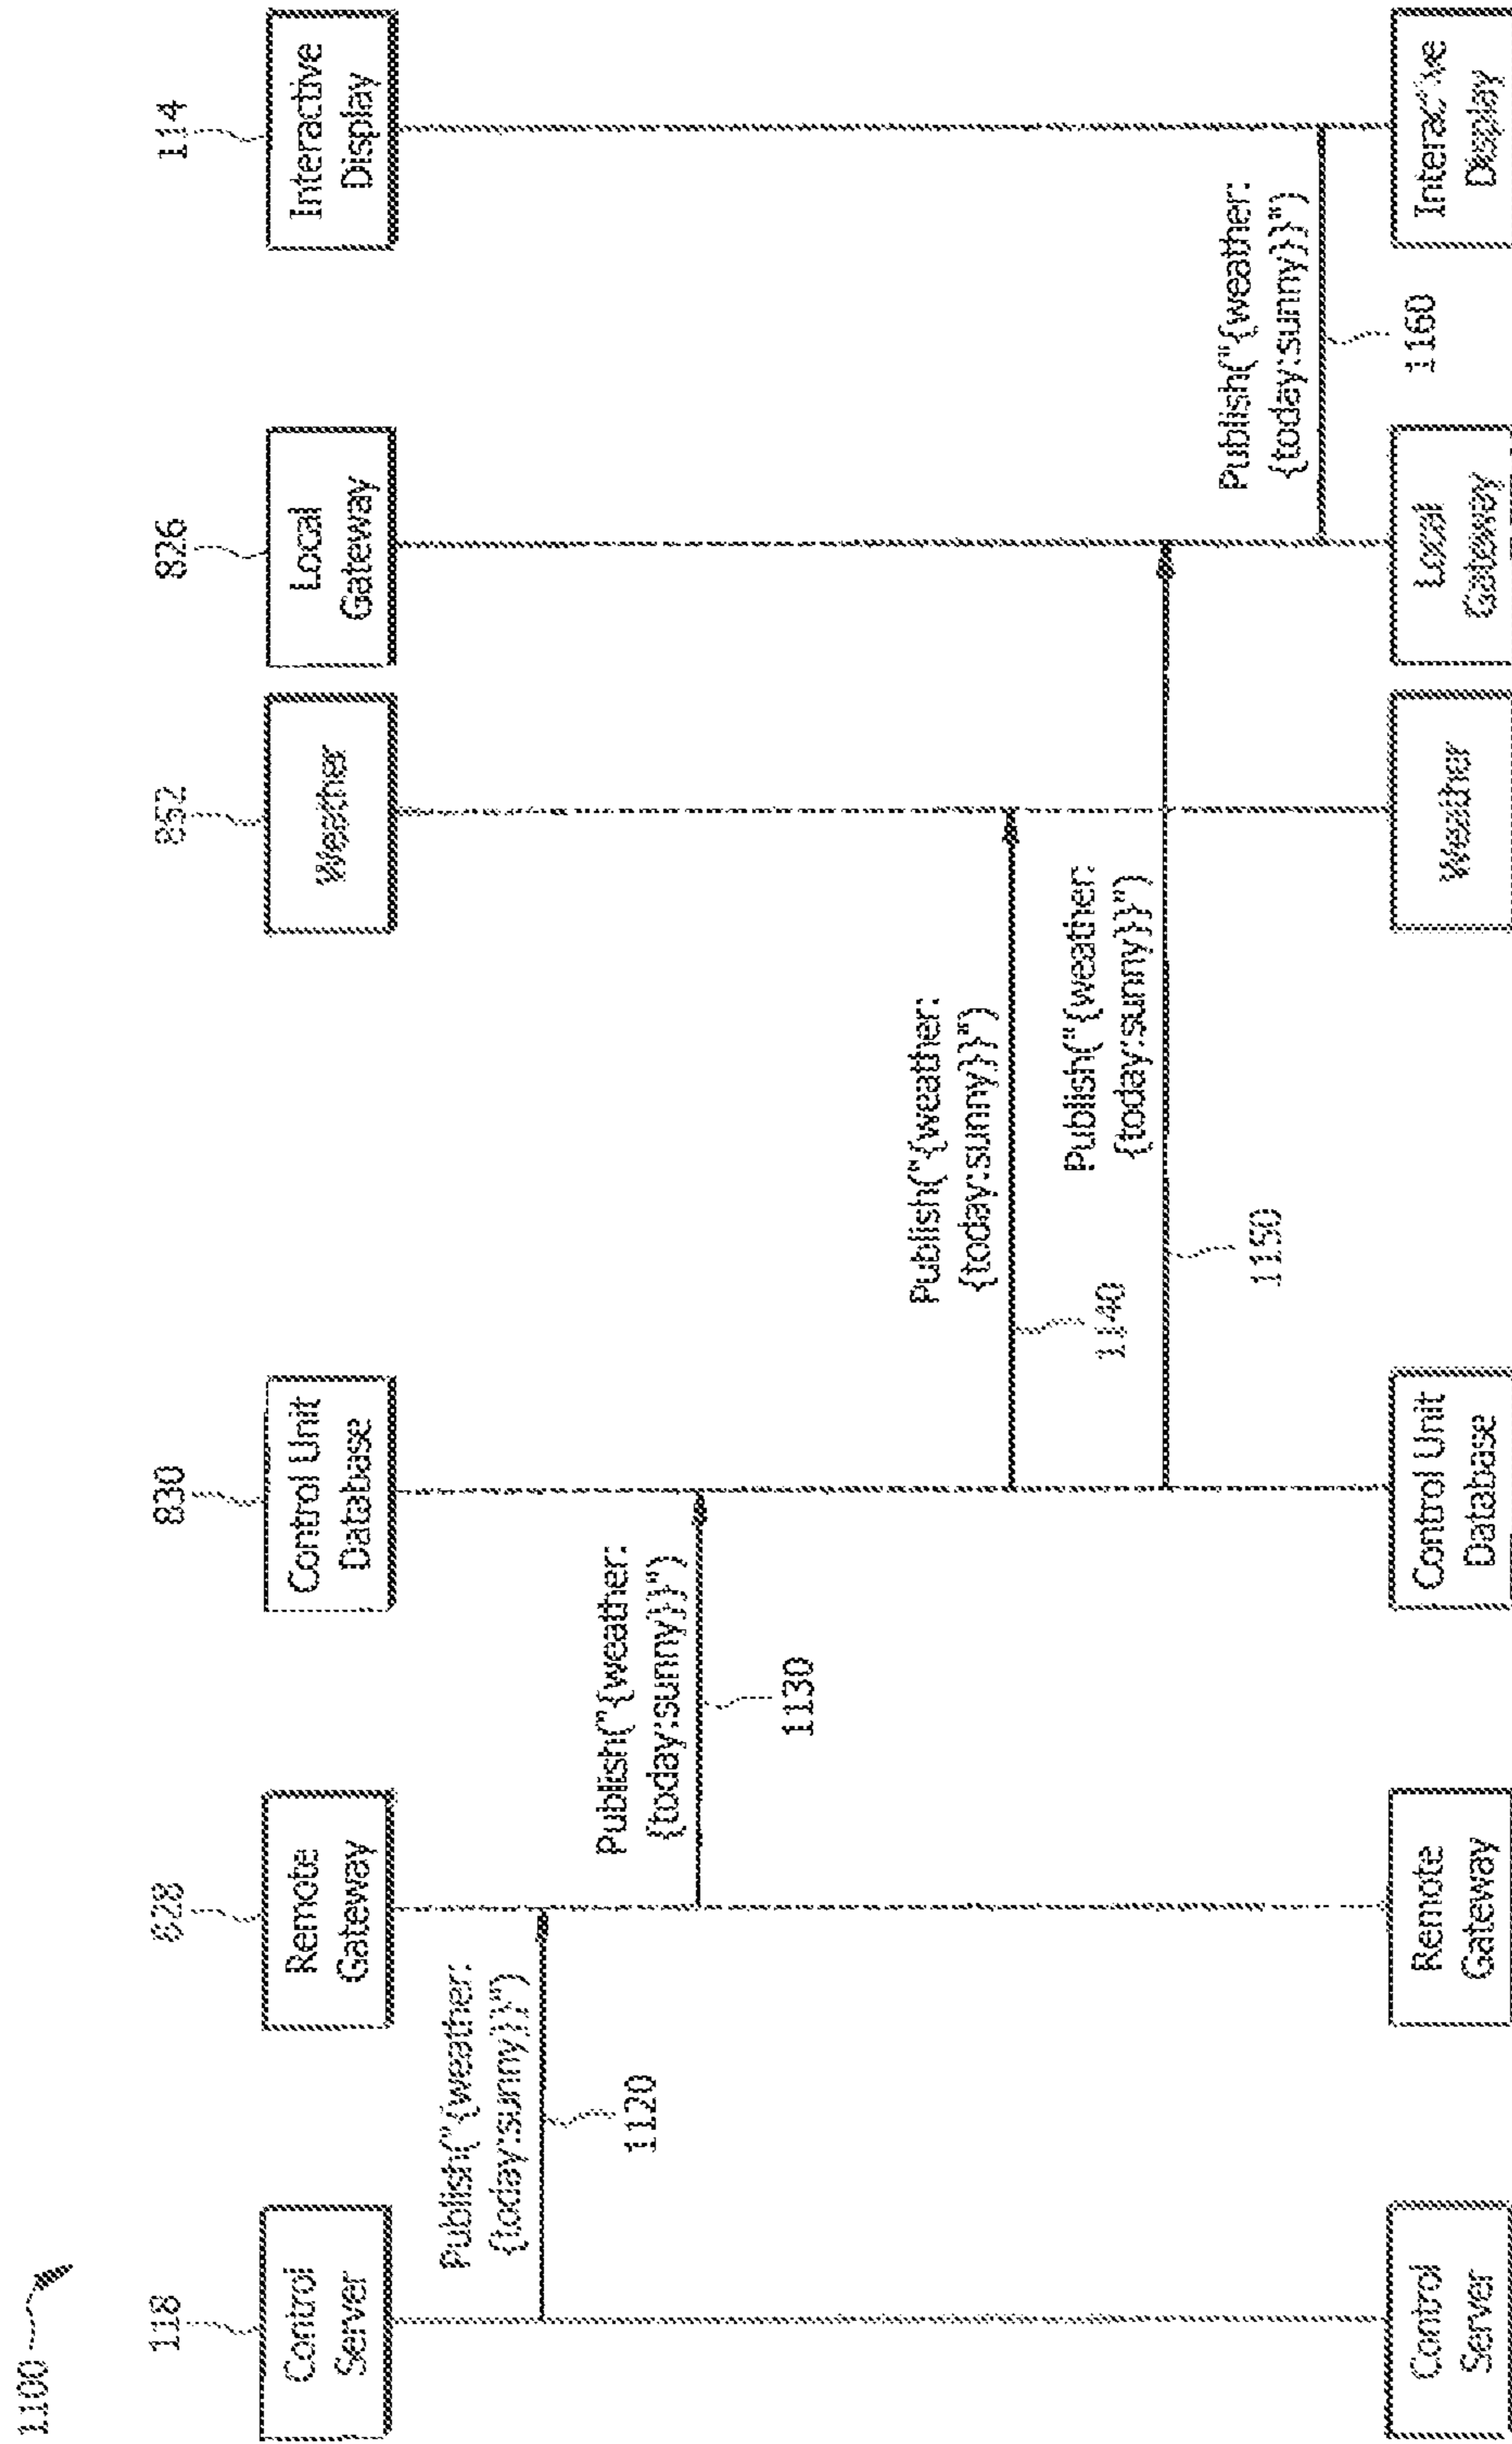 1100
118
828
830
852
826
114
Control
Server
Remote
Gateway
Control Unit
Database
Weather
Local
Gateway
Interactive
Display
Publish("{weather:
{today:sunny}}")
1120
Publish("{weather:
{today:sunny}}")
1130
Publish("{weather:
{today:sunny}}")
1140
Publish("{weather:
{today:sunny}}")
1150
Publish("{weather:
{today:sunny}}")
1160
Control
Server
Remote
Gateway
Control Unit
Database
Weather
Local
Gateway
Interactive
Display